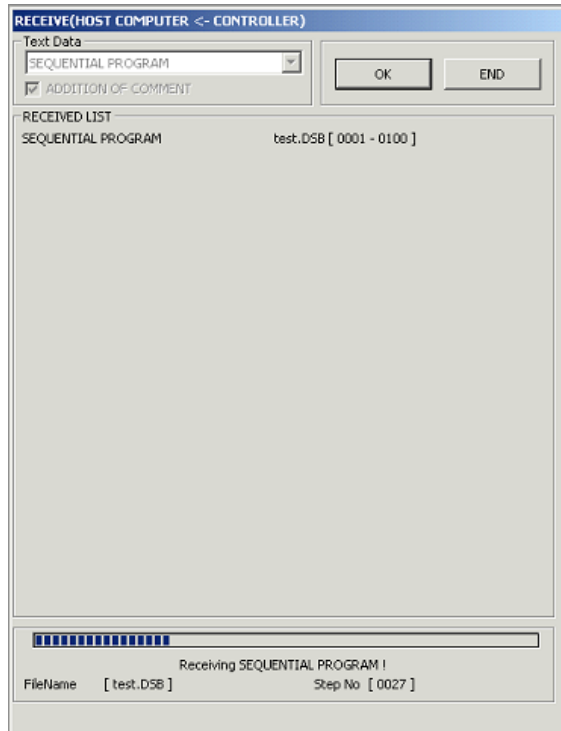 RECEIVE(HOST COMPUTER <- CONTROLLER)
Text Data
SEQUENTIAL PROGRAM
ADDITION OF COMMENT
OK
END
RECEIVED LIST
SEQUENTIAL PROGRAM test.DSB [ 0001 - 0100 ]
Receiving SEQUENTIAL PROGRAM !
FileName [ test.DSB ] Step No [ 0027 ]